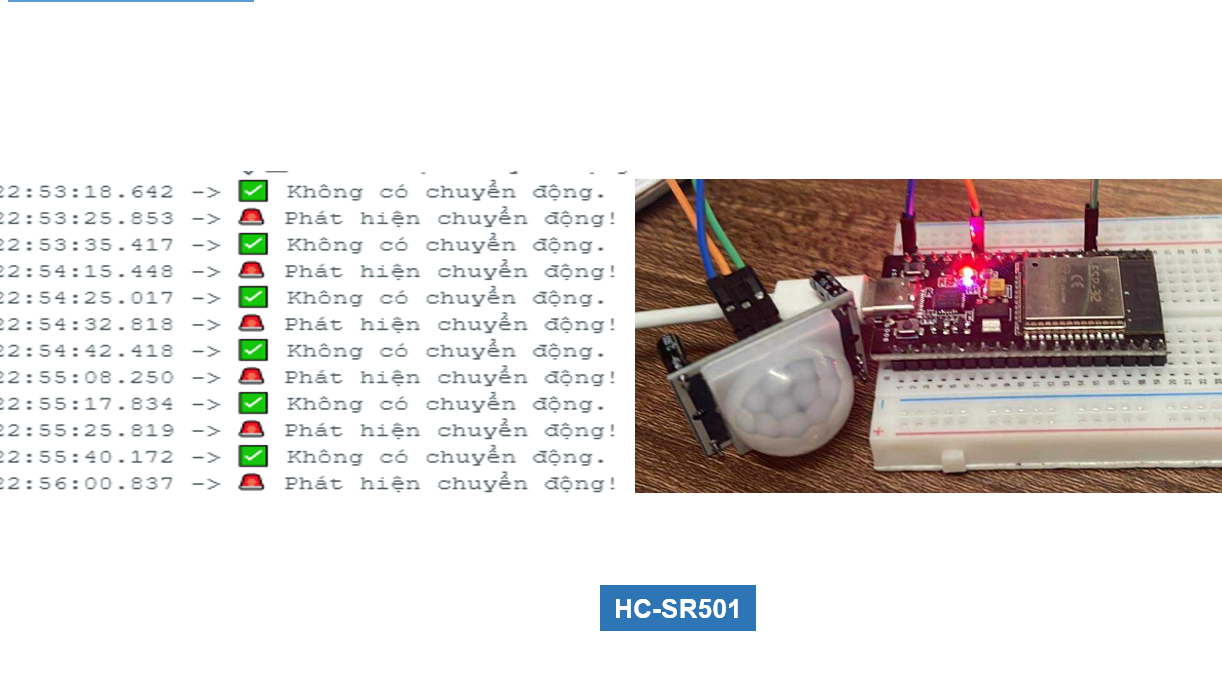 22:53:18.642 -> ✅ Không có chuyển động.
22:53:25.853 -> 🚨 Phát hiện chuyển động!
22:53:35.417 -> ✅ Không có chuyển động.
22:54:15.448 -> 🚨 Phát hiện chuyển động!
22:54:25.017 -> ✅ Không có chuyển động.
22:54:32.818 -> 🚨 Phát hiện chuyển động!
22:54:42.418 -> ✅ Không có chuyển động.
22:55:08.250 -> 🚨 Phát hiện chuyển động!
22:55:17.834 -> ✅ Không có chuyển động.
22:55:25.819 -> 🚨 Phát hiện chuyển động!
22:55:40.172 -> ✅ Không có chuyển động.
22:56:00.837 -> 🚨 Phát hiện chuyển động!
HC-SR501